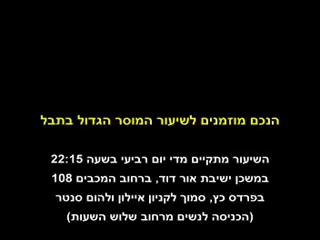 הנכם מוזמנים לשיעור המוסר הגדול בתבל
השיעור מתקיים מדי יום רביעי בשעה 22:15
במשכן ישיבת אור דוד, ברחוב המכבים 108
בפרדס כץ, סמוך לקניון איילון ולהום סנטר
(הכניסה לנשים מרחוב שלוש השעות)